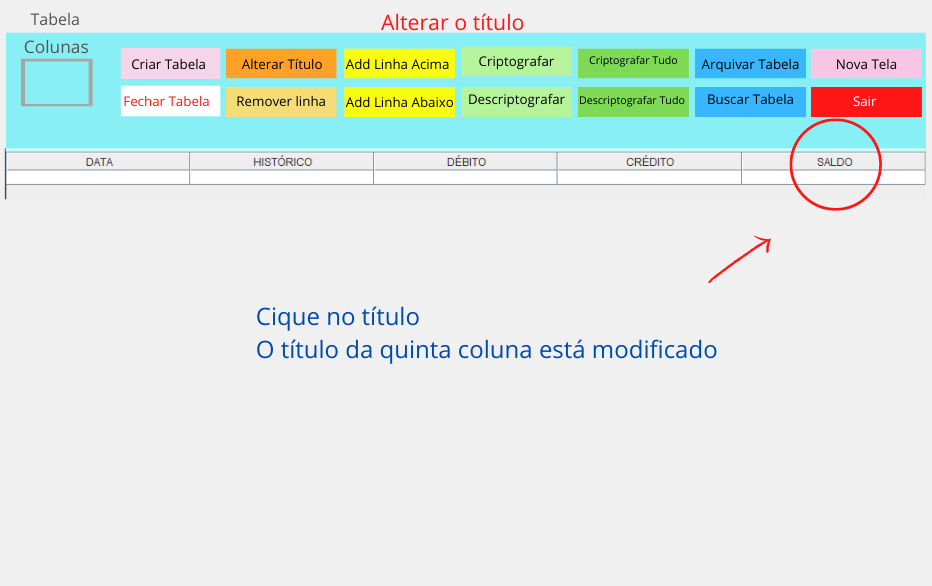 Tabela
Alterar o título
Colunas
Criar Tabela Alterar Título Add Linha Acima Criptografar Criptografar Tudo Arquivar Tabela Nova Tela
Fechar Tabela Remover linha Add Linha Abaixo Descriptografar Descriptografar Tudo Buscar Tabela Sair
DATA HISTÓRICO DÉBITO CRÉDITO SALDO
Cique no título
O título da quinta coluna está modificado